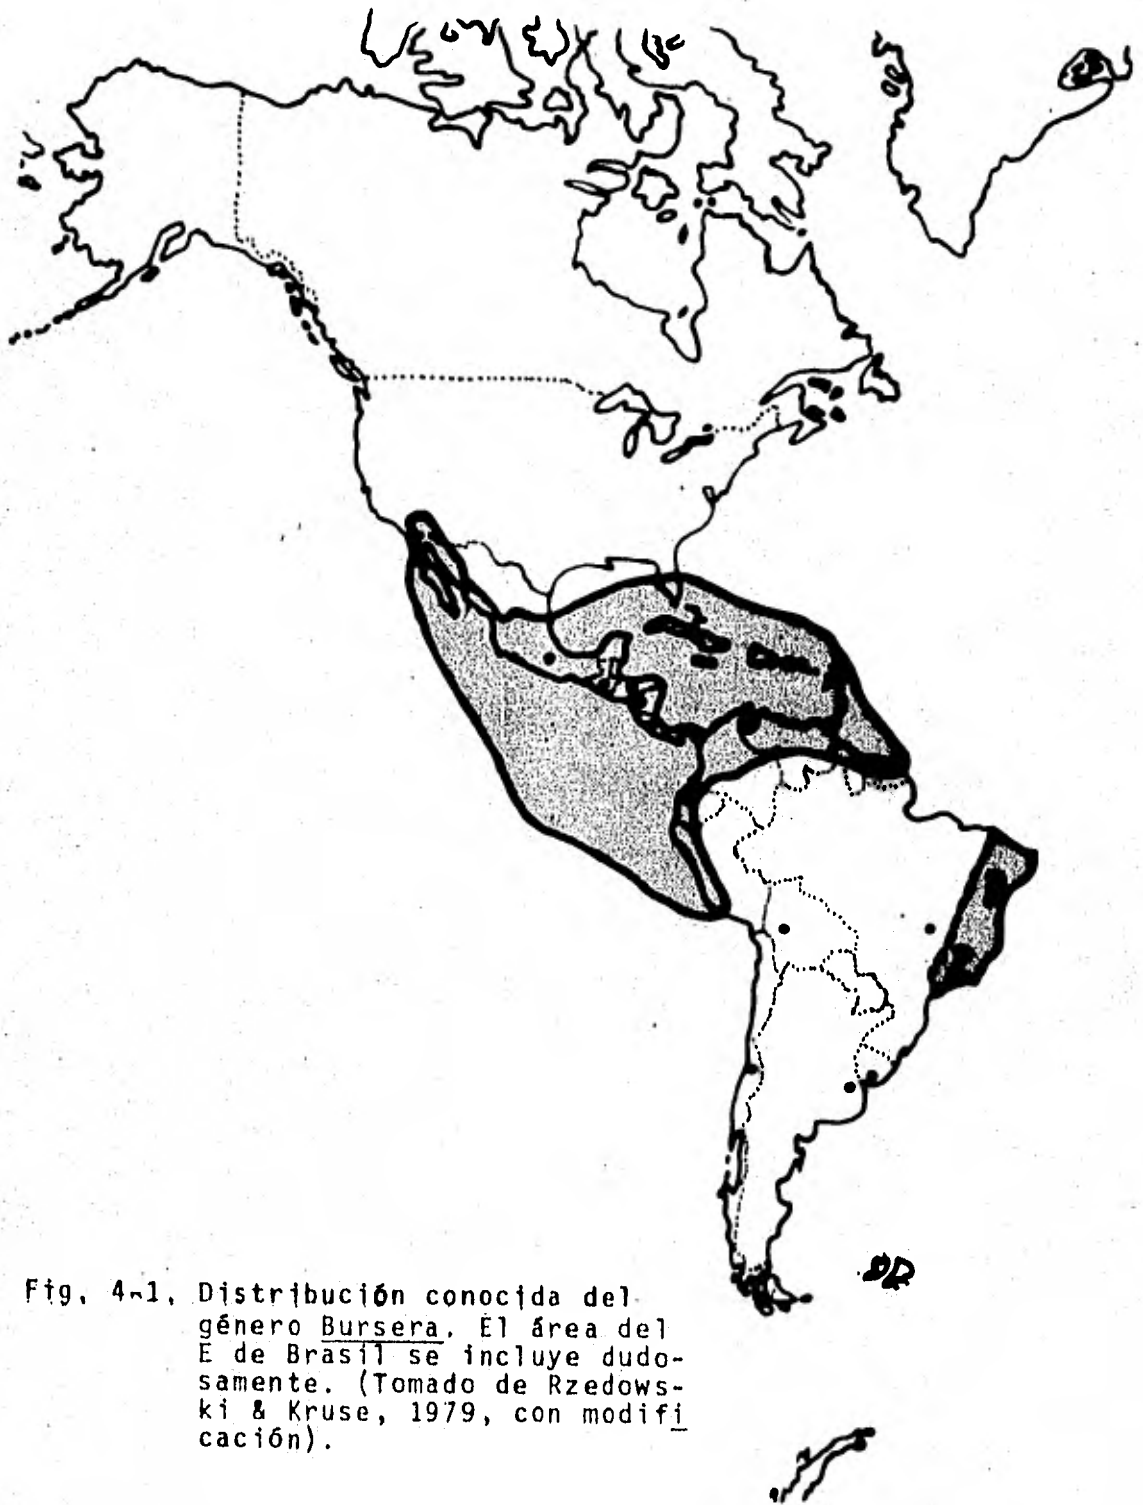 Fig. 4-1. Distribución conocida del
género Bursera. El área del
E de Brasil se incluye dudo-
samente. (Tomado de Rzedows-
ki & Kruse, 1979, con modifi
cación).